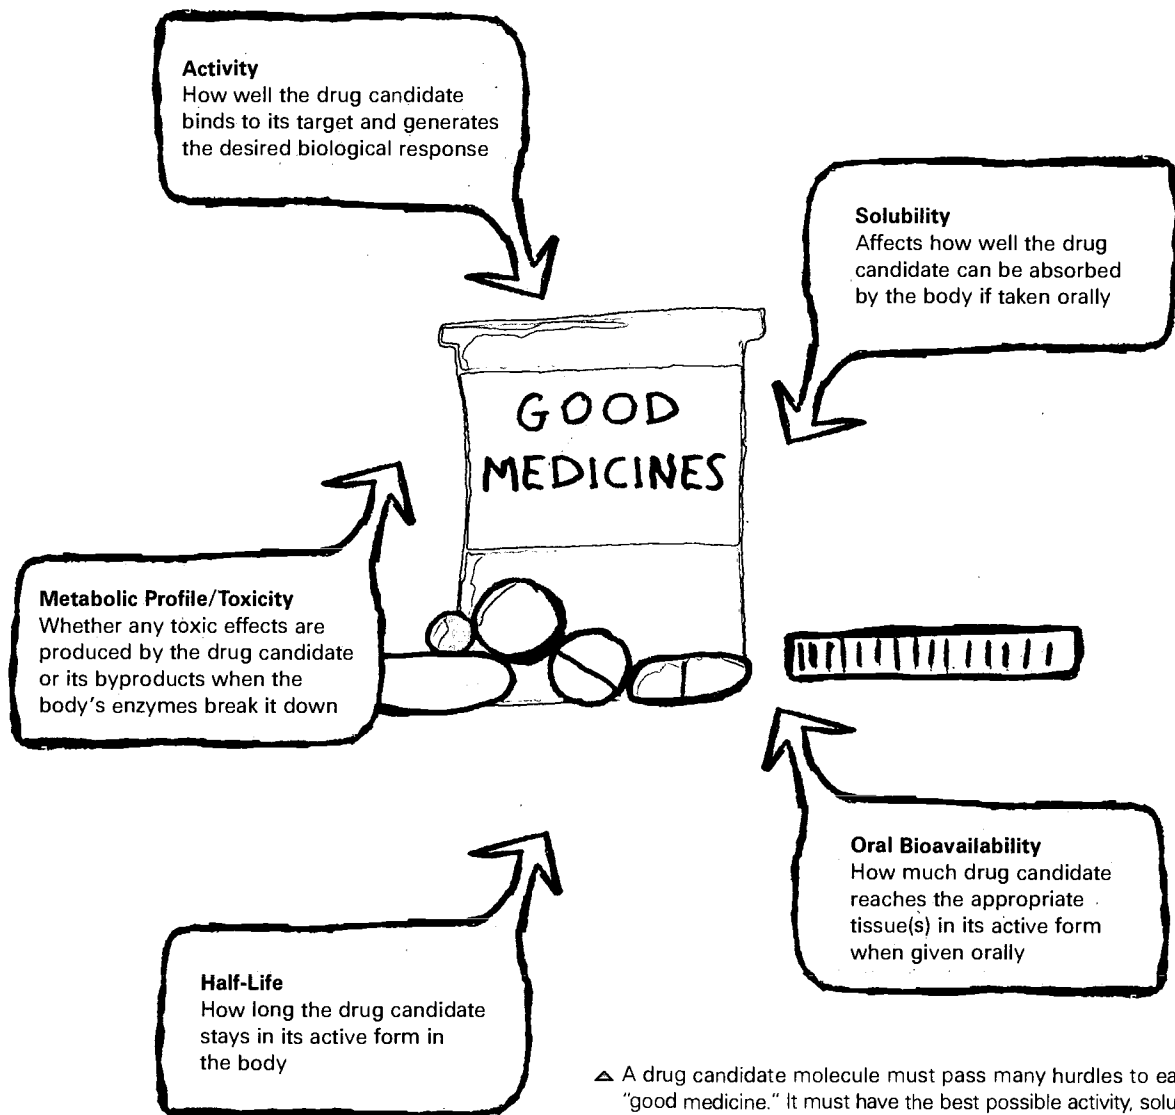 Activity
How well the drug candidate
binds to its target and generates
the desired biological response
Solubility
Affects how well the drug
candidate can be absorbed
by the body if taken orally
GOOD
MEDICINES
Metabolic Profile/Toxicity
Whether any toxic effects are
produced by the drug candidate
or its byproducts when the
body's enzymes break it down
Oral Bioavailability
How much drug candidate
reaches the appropriate
tissue(s) in its active form
when given orally
Half-Life
How long the drug candidate
stays in its active form in
the body
A drug candidate molecule must pass many hurdles to
"good medicine." It must have the best possible activity,